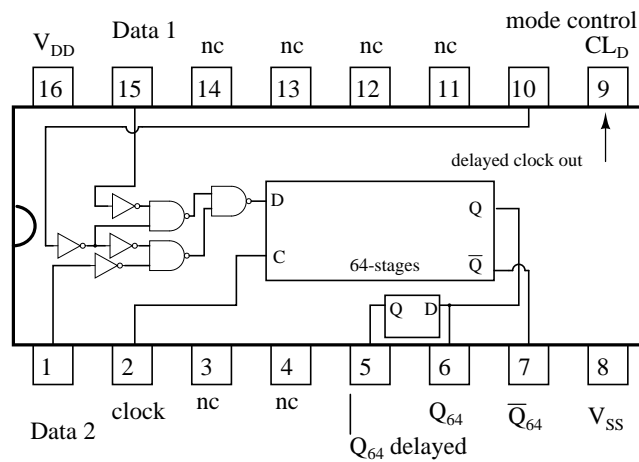 mode control
V_DD Data 1 nc nc nc nc CL_D
16 15 14 13 12 11 10 9
delayed clock out
D Q
C Q̅
64-stages
Q D
1 2 3 4 5 6 7 8
clock nc nc Q_64 Q̅_64 V_SS
Data 2 Q_64 delayed